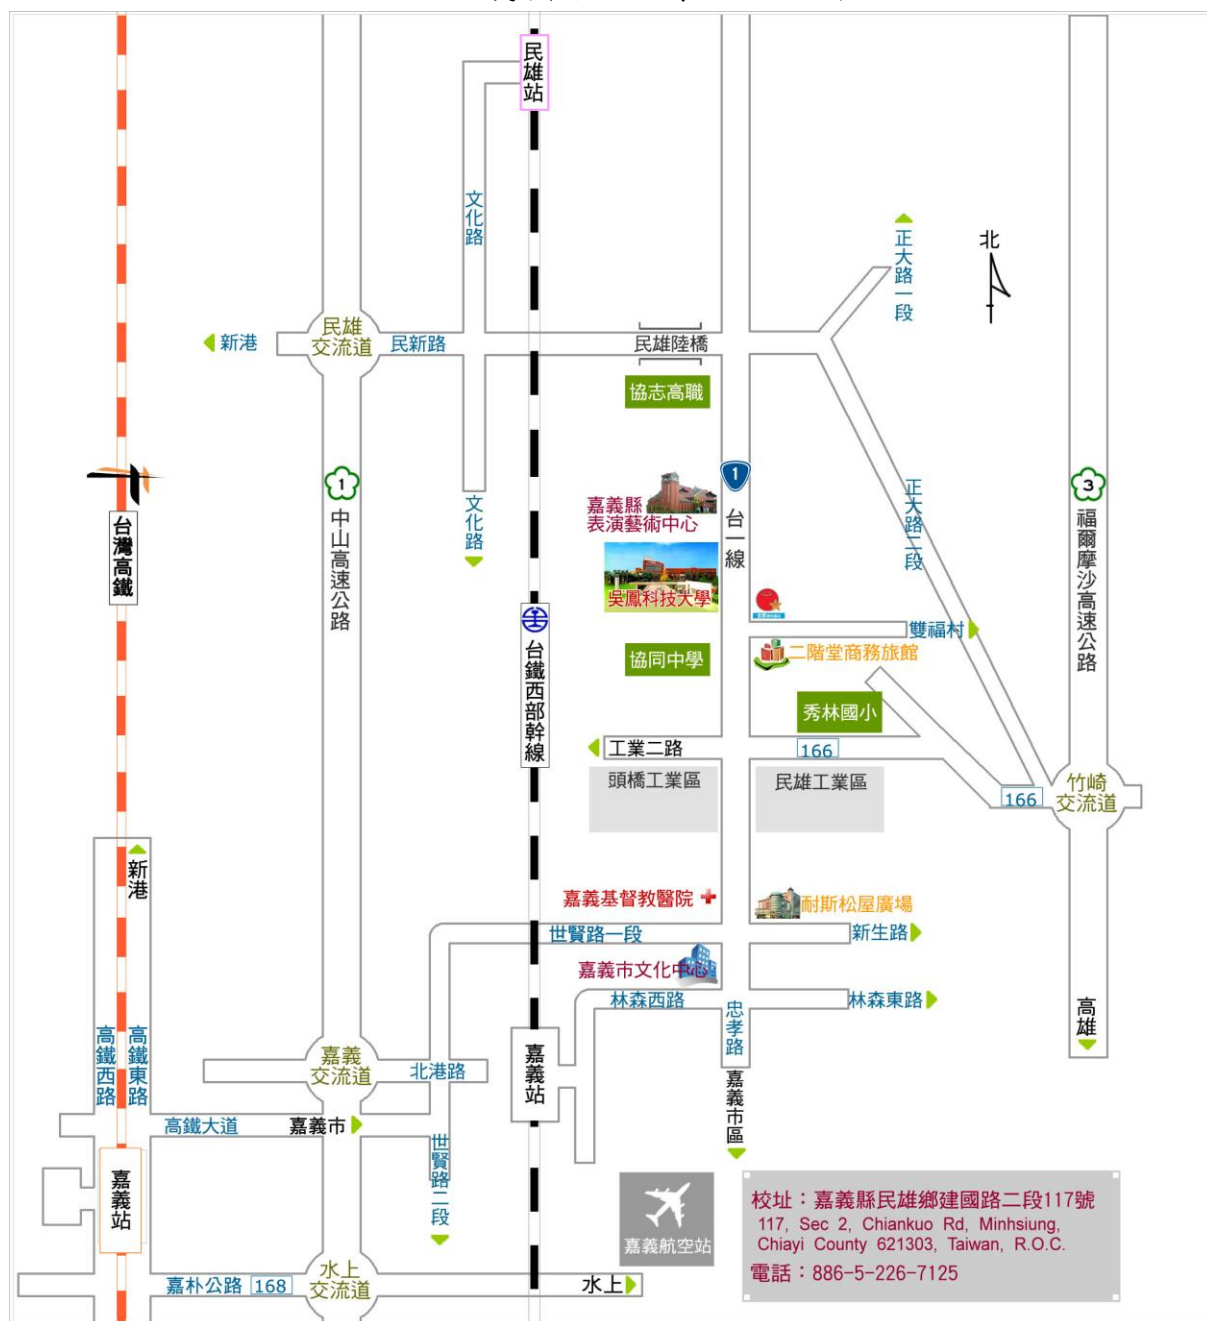 民雄站
文化路
正大路一段
北
新港
民雄
交流道
民新路
民雄陸橋
協志高職
1
中山高速公路
台灣高鐵
文化路
嘉義縣
表演藝術中心
1
台一線
正大路二段
3
福爾摩沙高速公路
吳鳳科技大學
台鐵西部幹線
協同中學
雙福村
二階堂商務旅館
秀林國小
工業二路
166
頭橋工業區
民雄工業區
166
竹崎
交流道
新港
嘉義基督教醫院
耐斯松屋廣場
世賢路一段
新生路
嘉義市文化中心
林森西路
林森東路
高雄
高鐵西路
高鐵東路
嘉義
交流道
北港路
嘉義站
忠孝路
嘉義市區
高鐵大道
嘉義市
世賢路二段
嘉義站
嘉義航空站
校址：嘉義縣民雄鄉建國路二段117號
117, Sec 2, Chiankuo Rd, Minhsiung,
Chiayi County 621303, Taiwan, R.O.C.
電話：886-5-226-7125
嘉朴公路 168
水上
交流道
水上